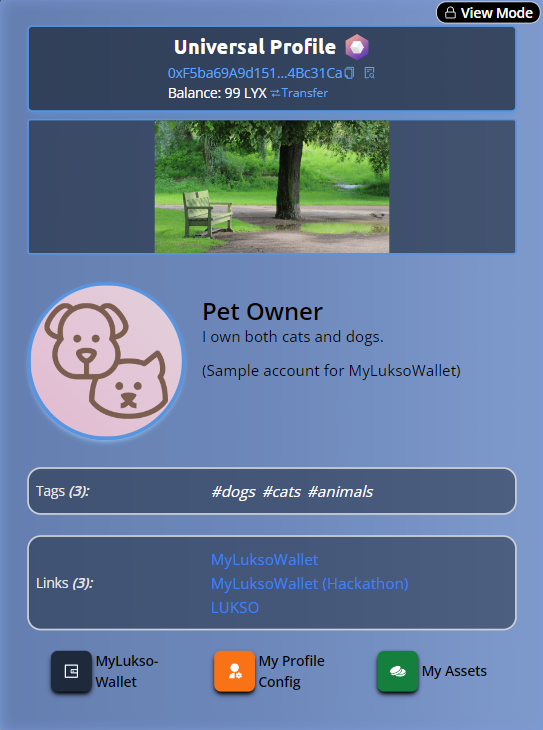 View Mode
Universal Profile
0xF5ba69A9d151...4Bc31Ca
Balance: 99 LYX Transfer
Pet Owner
I own both cats and dogs.
(Sample account for MyLuksoWallet)
Tags (3): #dogs #cats #animals
MyLuksoWallet
Links (3): MyLuksoWallet (Hackathon)
LUKSO
MyLukso-
Wallet
My Profile
Config
My Assets